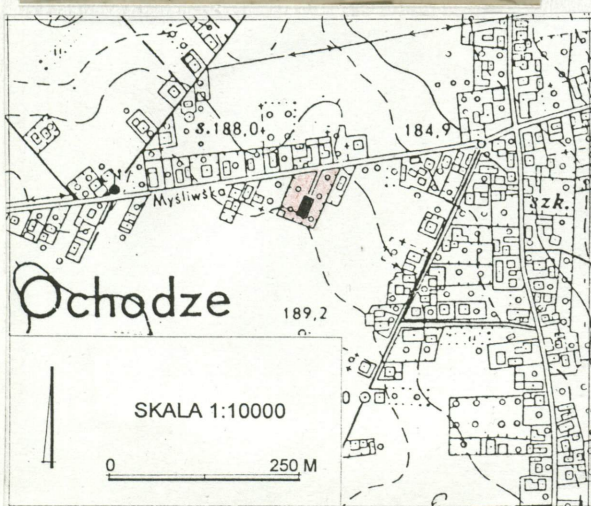 s.188,0
184,9
Myśliwska
szk.
Ochodze
189,2
SKALA 1:10000
0 250 M